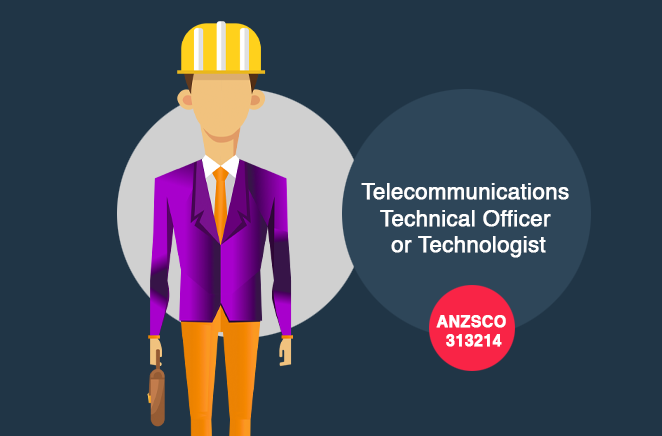 Telecommunications
Technical Officer
or Technologist
ANZSCO
313214